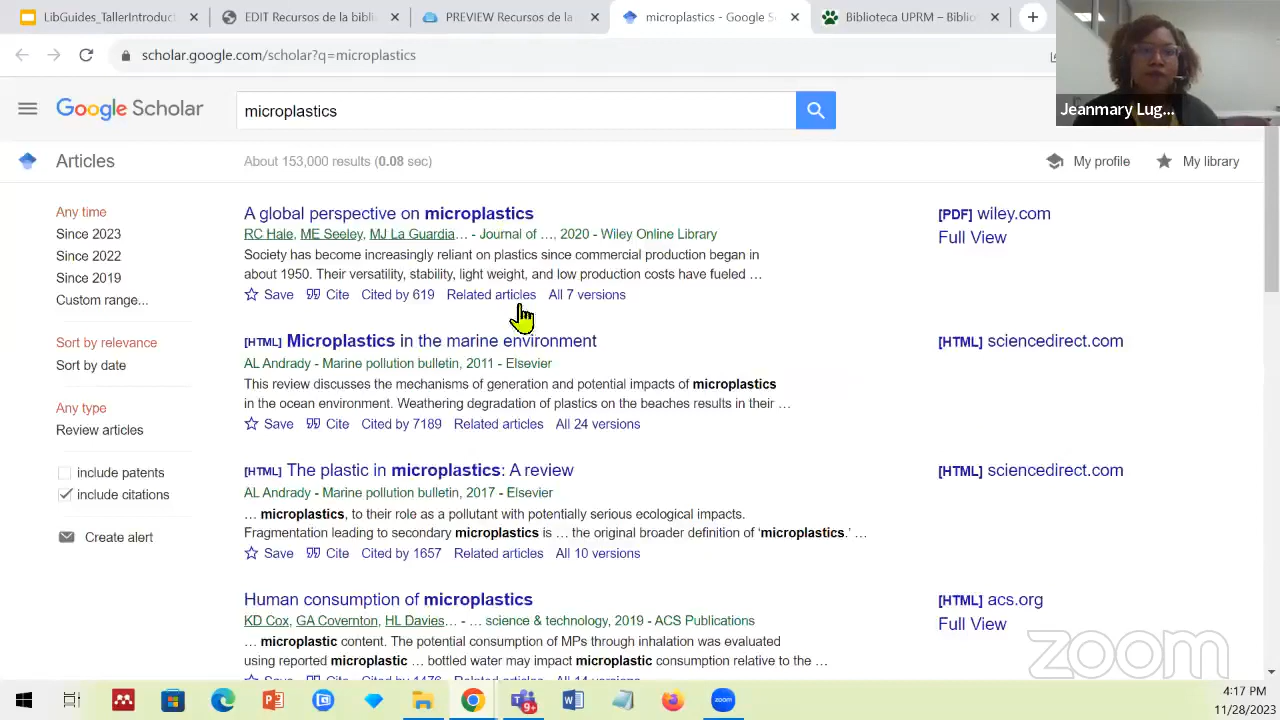 LibGuides_TallerIntroduct
EDIT Recursos de la bibli
PREVIEW Recursos de la
microplastics - Google S
Biblioteca UPRM – Biblio
scholar.google.com/scholar?q=microplastics
Jeanmary Lug...
Google Scholar
microplastics
Articles
About 153,000 results (0.08 sec)
My profile
My library
Any time
Since 2023
Since 2022
Since 2019
Custom range...
Sort by relevance
Sort by date
Any type
Review articles
include patents
include citations
Create alert
A global perspective on microplastics
RC Hale, ME Seeley, MJ La Guardia… - Journal of …, 2020 - Wiley Online Library
Society has become increasingly reliant on plastics since commercial production began in
about 1950. Their versatility, stability, light weight, and low production costs have fueled …
Save Cite Cited by 619 Related articles All 7 versions
[PDF] wiley.com
Full View
[HTML] Microplastics in the marine environment
AL Andrady - Marine pollution bulletin, 2011 - Elsevier
This review discusses the mechanisms of generation and potential impacts of microplastics
in the ocean environment. Weathering degradation of plastics on the beaches results in their …
Save Cite Cited by 7189 Related articles All 24 versions
[HTML] sciencedirect.com
[HTML] The plastic in microplastics: A review
AL Andrady - Marine pollution bulletin, 2017 - Elsevier
… microplastics, to their role as a pollutant with potentially serious ecological impacts.
Fragmentation leading to secondary microplastics is … the original broader definition of ‘microplastics.’ …
Save Cite Cited by 1657 Related articles All 10 versions
[HTML] sciencedirect.com
Human consumption of microplastics
KD Cox, GA Covernton, HL Davies… - … science & technology, 2019 - ACS Publications
… microplastic content. The potential consumption of MPs through inhalation was evaluated
using reported microplastic … bottled water may impact microplastic consumption relative to the …
Save Cite Cited by 1476 Related articles All 14 versions
[HTML] acs.org
Full View
zoom
9+
zoom
4:17 PM
11/28/2023